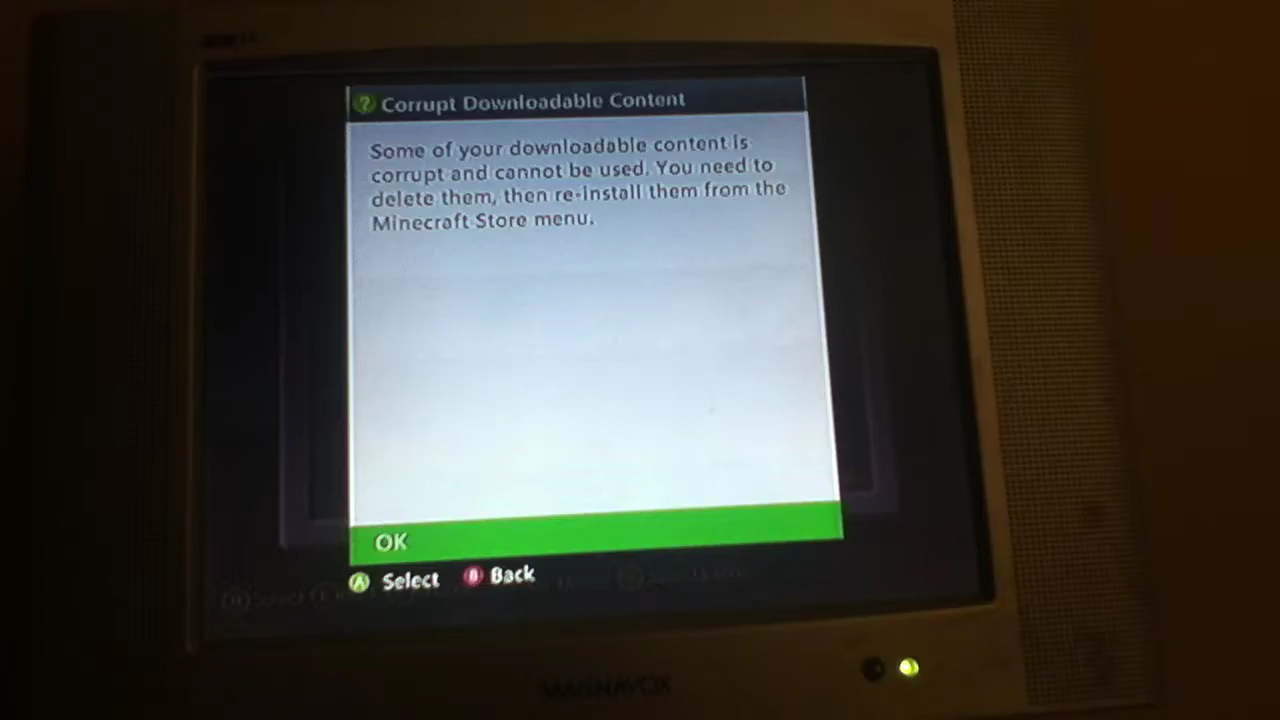 Corrupt Downloadable Content
Some of your downloadable content is
corrupt and cannot be used. You need to
delete them, then re-install them from the
Minecraft Store menu.
OK
A Select B Back
MAGNAVOX